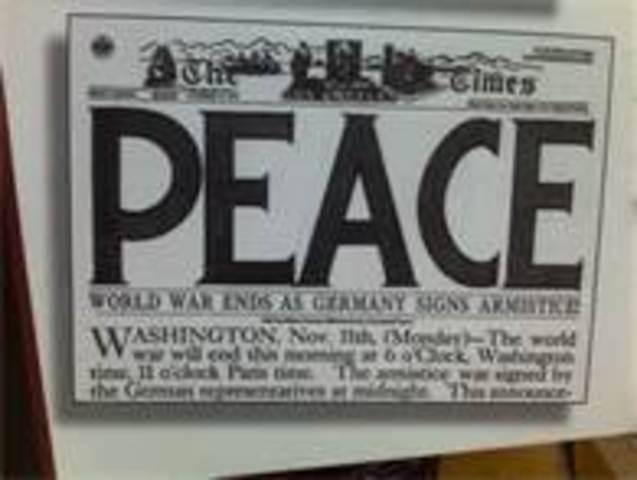 The Times
PEACE
WORLD WAR ENDS AS GERMANY SIGNS ARMISTICE!
WASHINGTON, Nov. 11th, (Monday)—The world
war will end this morning at 6 o'Clock, Washington
time, 11 o'clock Paris time. The armistice was signed by
the German representatives at midnight. This announce-